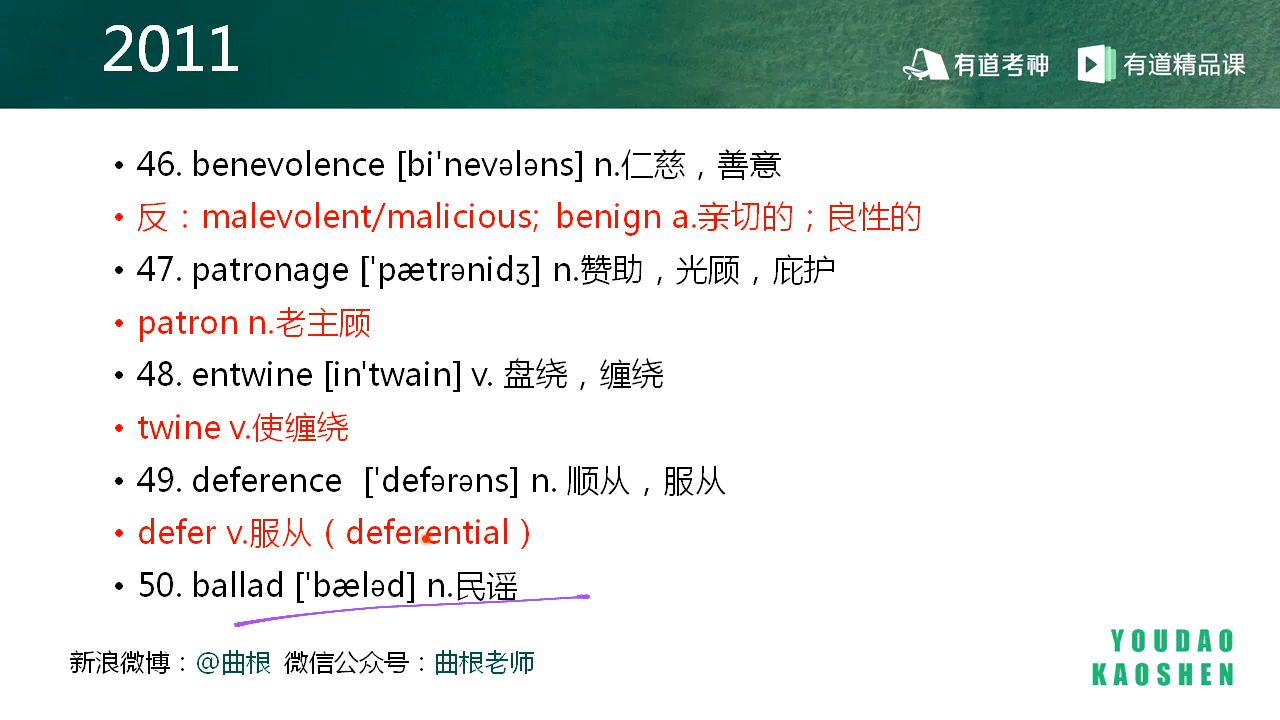 2011
有道考神 有道精品课
• 46. benevolence [bi'nevələns] n.仁慈，善意
• 反：malevolent/malicious; benign a.亲切的；良性的
• 47. patronage ['pætrənidʒ] n.赞助，光顾，庇护
• patron n.老主顾
• 48. entwine [in'twain] v. 盘绕，缠绕
• twine v.使缠绕
• 49. deference ['defərəns] n. 顺从，服从
• defer v.服从（deferential）
• 50. ballad ['bæləd] n.民谣
新浪微博：@曲根 微信公众号：曲根老师
YOUDAO
KAOSHEN